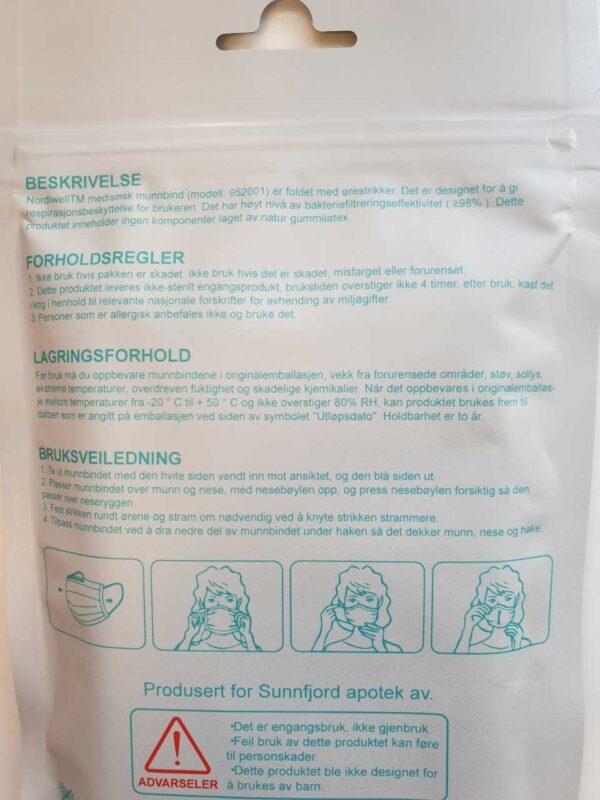 BESKRIVELSE
NordiwellTM medisinsk munnbind (modell: 952001) er foldet med ørestrikker. Det er designet for å gi
respirasjonsbeskyttelse for brukeren. Det har høyt nivå av bakteriefiltreringseffektivitet ( ≥98% ). Dette
produktet inneholder ingen komponenter laget av natur gummilatex.
FORHOLDSREGLER
1. Ikke bruk hvis pakken er skadet. Ikke bruk hvis det er skadet, misfarget eller forurenset.
2. Dette produktet leveres ikke-sterilt engangsprodukt, brukstiden overstiger ikke 4 timer, etter bruk, kast det
riktig i henhold til relevante nasjonale forskrifter for avhending av miljøgifter.
3. Personer som er allergisk anbefales ikke og bruke det.
LAGRINGSFORHOLD
Før bruk må du oppbevare munnbindene i originalemballasjen, vekk fra forurensede områder, støv, sollys,
ekstreme temperaturer, overdreven fuktighet og skadelige kjemikalier. Når det oppbevares i originalemballas-
je mellom temperaturer fra -20 ° C til + 50 ° C og ikke overstiger 80% RH, kan produktet brukes frem til
datoen som er angitt på emballasjen ved siden av symbolet "Utløpsdato". Holdbarhet er to år.
BRUKSVEILEDNING
1. Ta ut munnbindet med den hvite siden vendt inn mot ansiktet, og den blå siden ut.
2. Plasser munnbindet over munn og nese, med nesebøylen opp, og press nesebøylen forsiktig så den
passer over neseryggen.
3. Fest strikken rundt ørene og stram om nødvendig ved å knyte strikken strammere.
4. Tilpass munnbindet ved å dra nedre del av munnbindet under haken så det dekker munn, nese og hake.
Produsert for Sunnfjord apotek av.
•Det er engangsbruk, ikke gjenbruk.
•Feil bruk av dette produktet kan føre
til personskader.
•Dette produktet ble ikke designet for
å brukes av barn.
ADVARSELER